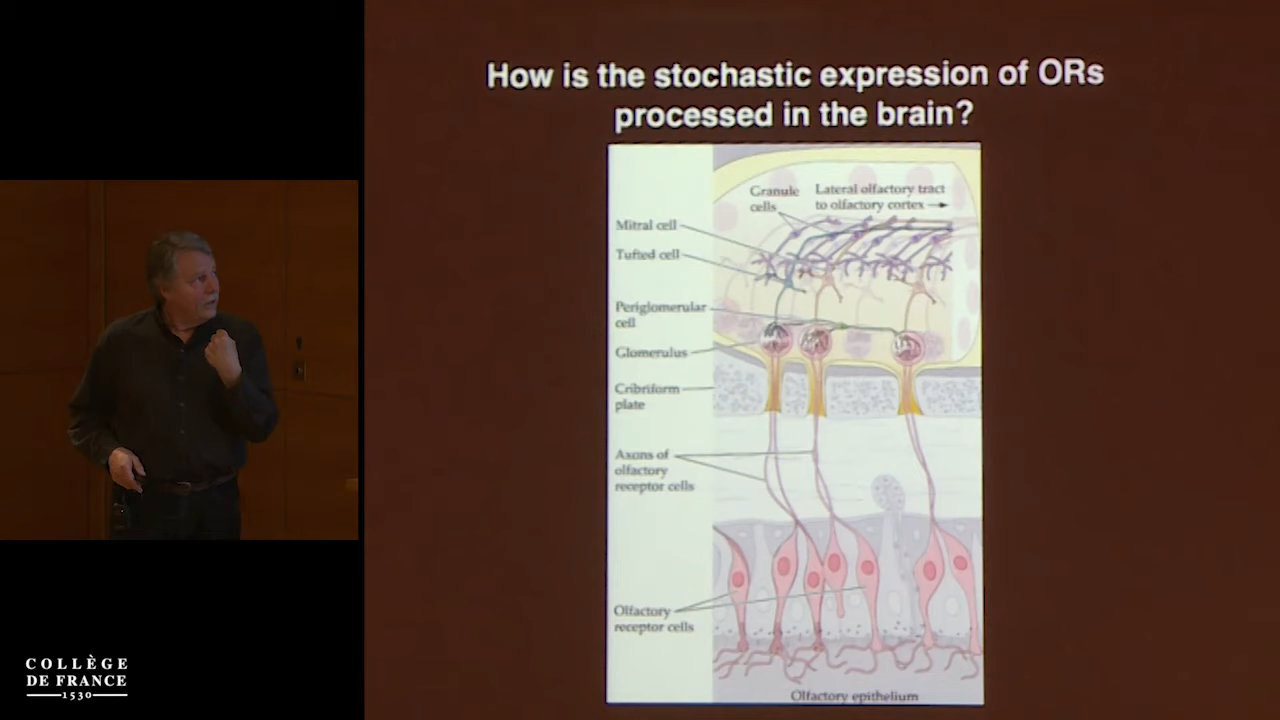 How is the stochastic expression of ORs
processed in the brain?
Granule
cells
Lateral olfactory tract
to olfactory cortex
Mitral cell
Tufted cell
Periglomerular
cell
Glomerulus
Cribriform
plate
Axons of
olfactory
receptor cells
Olfactory
receptor cells
Olfactory epithelium
COLLÈGE
DE FRANCE
1530